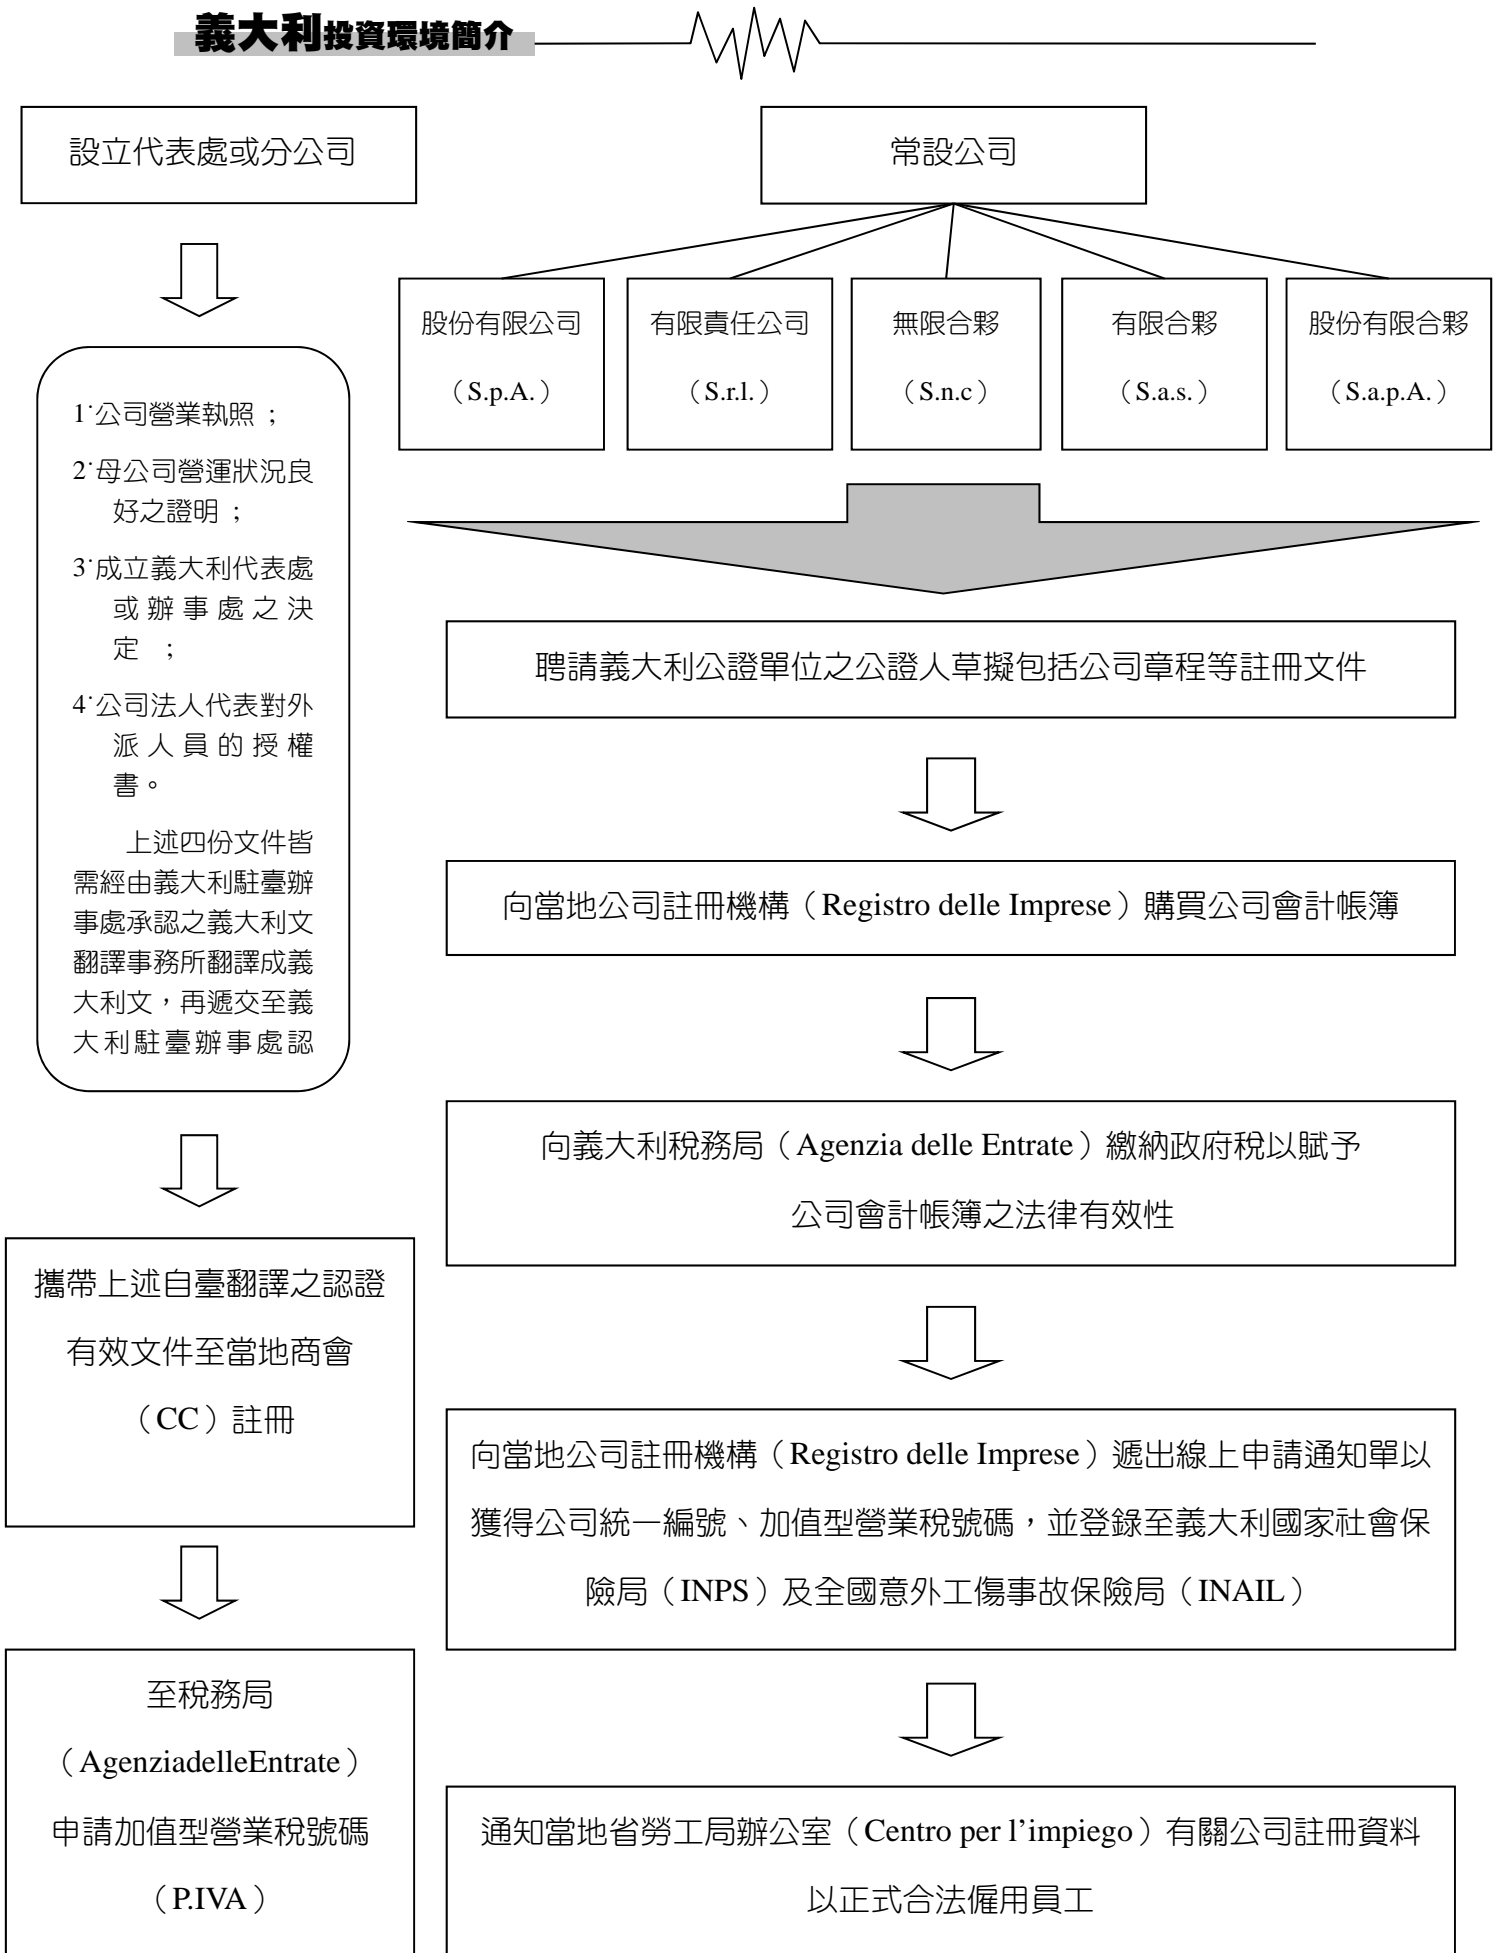 義大利投資環境簡介
設立代表處或分公司
1˙公司營業執照；
2˙母公司營運狀況良
好之證明；
3˙成立義大利代表處
或辦事處之決
定 ；
4˙公司法人代表對外
派人員的授權
書。
上述四份文件皆
需經由義大利駐臺辦
事處承認之義大利文
翻譯事務所翻譯成義
大利文，再遞交至義
大利駐臺辦事處認
攜帶上述自臺翻譯之認證
有效文件至當地商會
（CC）註冊
至稅務局
（AgenziadelleEntrate）
申請加值型營業稅號碼
（P.IVA）
常設公司
股份有限公司
（S.p.A.）
有限責任公司
（S.r.l.）
無限合夥
（S.n.c）
有限合夥
（S.a.s.）
股份有限合夥
（S.a.p.A.）
聘請義大利公證單位之公證人草擬包括公司章程等註冊文件
向當地公司註冊機構（Registro delle Imprese）購買公司會計帳簿
向義大利稅務局（Agenzia delle Entrate）繳納政府稅以賦予
公司會計帳簿之法律有效性
向當地公司註冊機構（Registro delle Imprese）遞出線上申請通知單以
獲得公司統一編號、加值型營業稅號碼，並登錄至義大利國家社會保
險局（INPS）及全國意外工傷事故保險局（INAIL）
通知當地省勞工局辦公室（Centro per l’impiego）有關公司註冊資料
以正式合法僱用員工